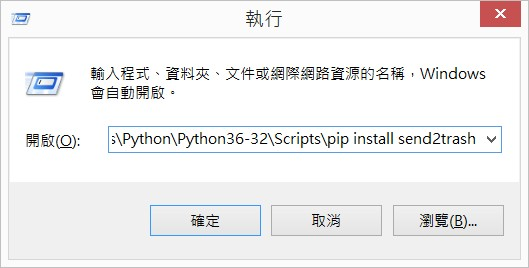 執行
輸入程式、資料夾、文件或網際網路資源的名稱，Windows
會自動開啟。
開啟(O): s\Python\Python36-32\Scripts\pip install send2trash
確定 取消 瀏覽(B)...